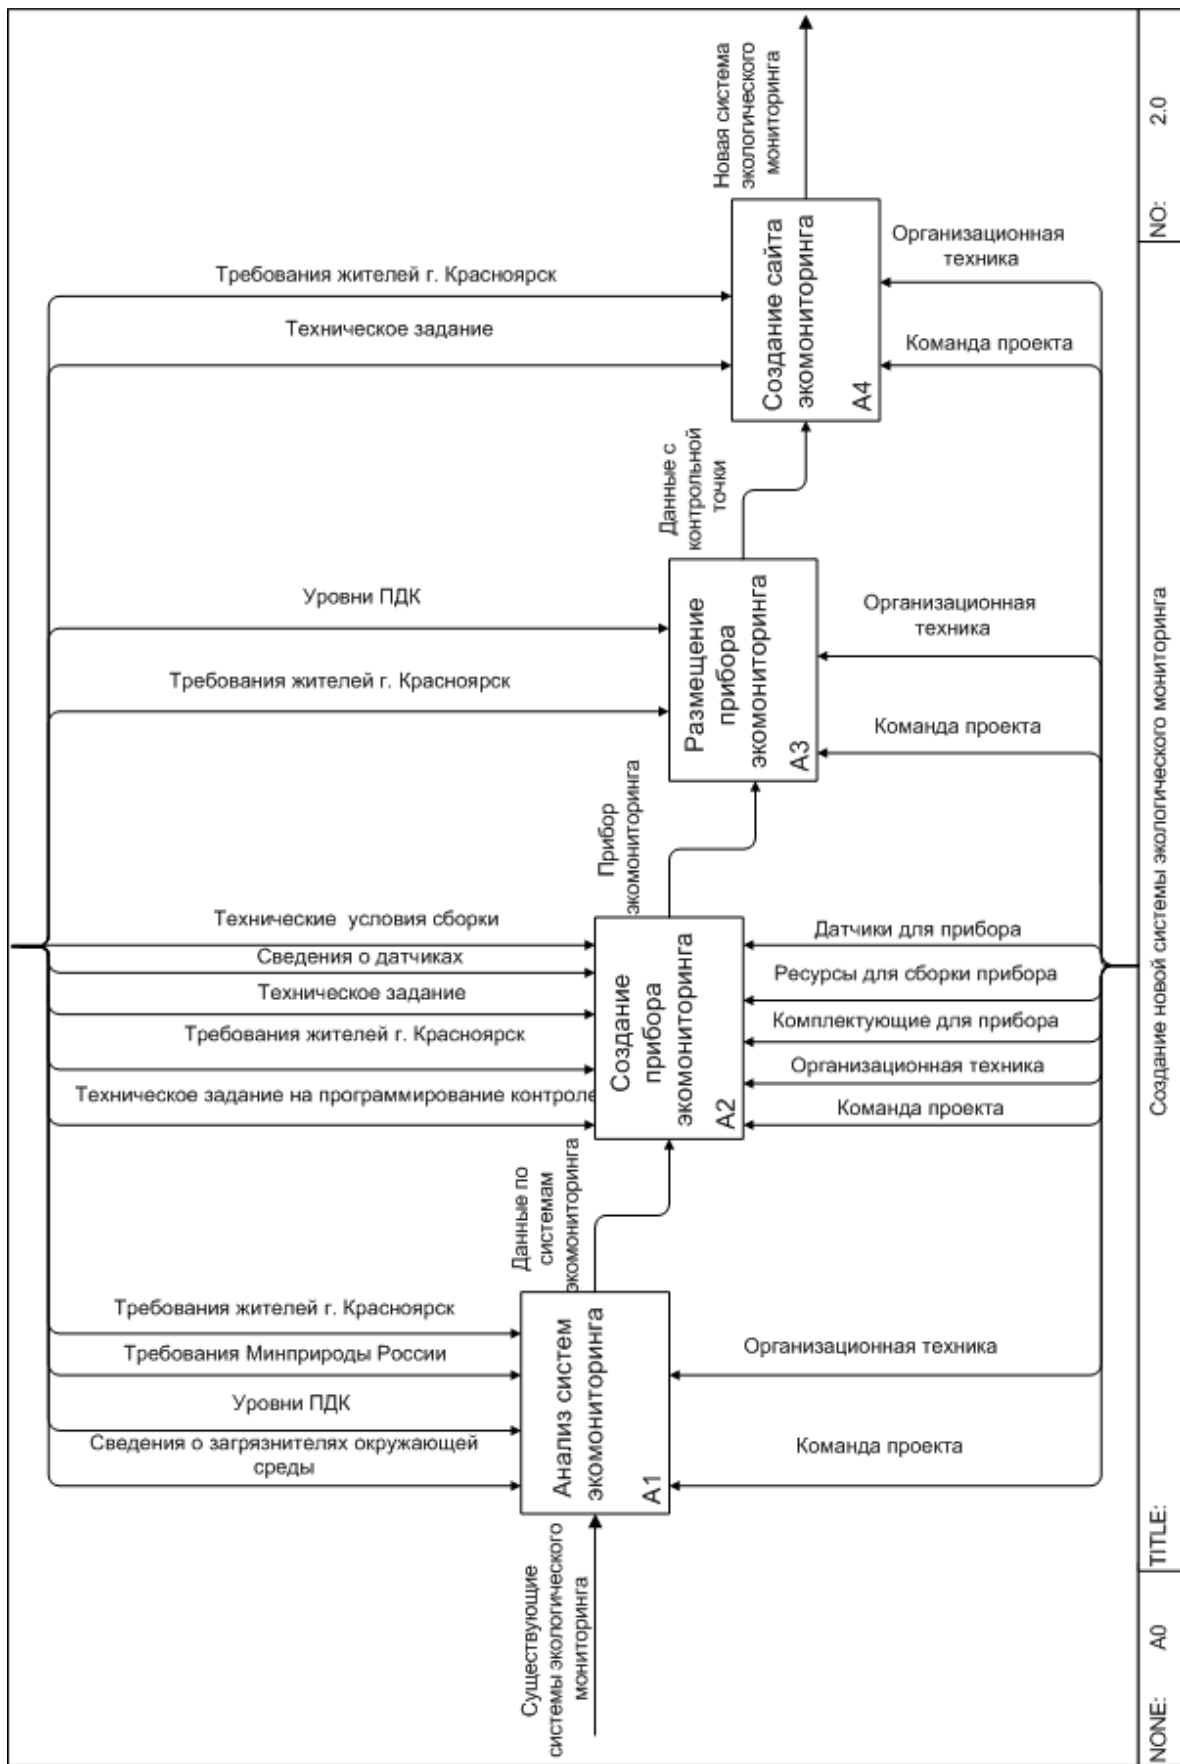 Требования жителей г. Красноярск
Требования Минприроды России
Уровни ПДК
Сведения о загрязнителях окружающей
среды
Технические условия сборки
Сведения о датчиках
Техническое задание
Требования жителей г. Красноярск
Техническое задание на программирование контроле
Уровни ПДК
Требования жителей г. Красноярск
Требования жителей г. Красноярск
Техническое задание
Существующие
системы экологического
мониторинга
Анализ систем
экомониторинга
A1
Данные по
системам
экомониторинга
Создание
прибора
экомониторинга
A2
Прибор
экомониторинга
Размещение
прибора
экомониторинга
A3
Данные с
контрольной
точки
Создание сайта
экомониторинга
A4
Новая система
экологического
мониторинга
Организационная техника
Команда проекта
Датчики для прибора
Ресурсы для сборки прибора
Комплектующие для прибора
Организационная техника
Команда проекта
Организационная
техника
Команда проекта
Организационная
техника
Команда проекта
NONE: A0
TITLE: Создание новой системы экологического мониторинга
NO: 2.0